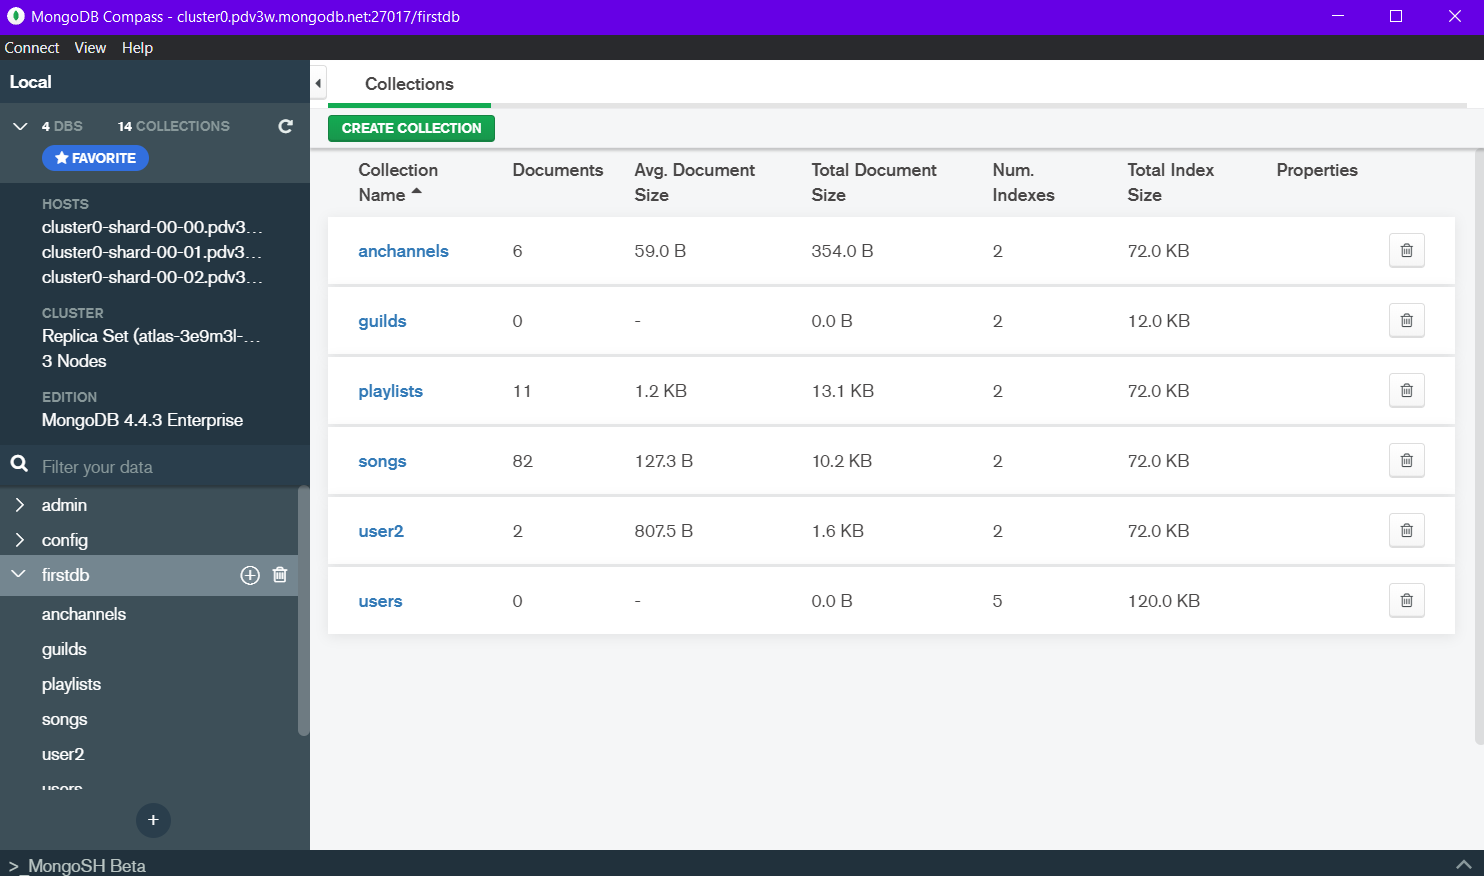 MongoDB Compass - cluster0.pdv3w.mongodb.net:27017/firstdb
Connect View Help
Local
4 DBS 14 COLLECTIONS
FAVORITE
HOSTS
cluster0-shard-00-00.pdv3...
cluster0-shard-00-01.pdv3...
cluster0-shard-00-02.pdv3...
CLUSTER
Replica Set (atlas-3e9m3l-...
3 Nodes
EDITION
MongoDB 4.4.3 Enterprise
Filter your data
admin
config
firstdb
anchannels
guilds
playlists
songs
user2
users
>_MongoSH Beta
Collections
CREATE COLLECTION
Collection Name Documents Avg. Document Size Total Document Size Num. Indexes Total Index Size Properties
anchannels 6 59.0 B 354.0 B 2 72.0 KB
guilds 0 - 0.0 B 2 12.0 KB
playlists 11 1.2 KB 13.1 KB 2 72.0 KB
songs 82 127.3 B 10.2 KB 2 72.0 KB
user2 2 807.5 B 1.6 KB 2 72.0 KB
users 0 - 0.0 B 5 120.0 KB